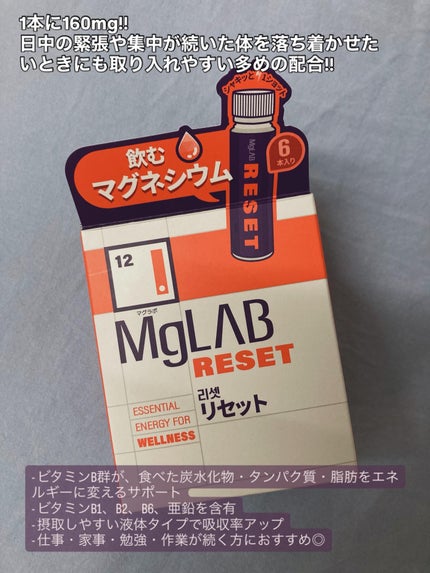 1本に160mg!!
日中の緊張や集中が続いた体を落ち着かせた
いときにも取り入れやすい多めの配合!!
シャキッと1ショット
飲む
マグネシウム
MgLAB
RESET
6
本入り
12
マグラボ
MgLAB
RESET
리셋
リセット
ESSENTIAL
ENERGY FOR
WELLNESS
-ビタミンB群が、食べた炭水化物・タンパク質・脂肪をエネ
ルギーに変えるサポート
-ビタミンB1、B2、B6、亜鉛を含有
-摂取しやすい液体タイプで吸収率アップ
-仕事・家事・勉強・作業が続く方におすすめ◎